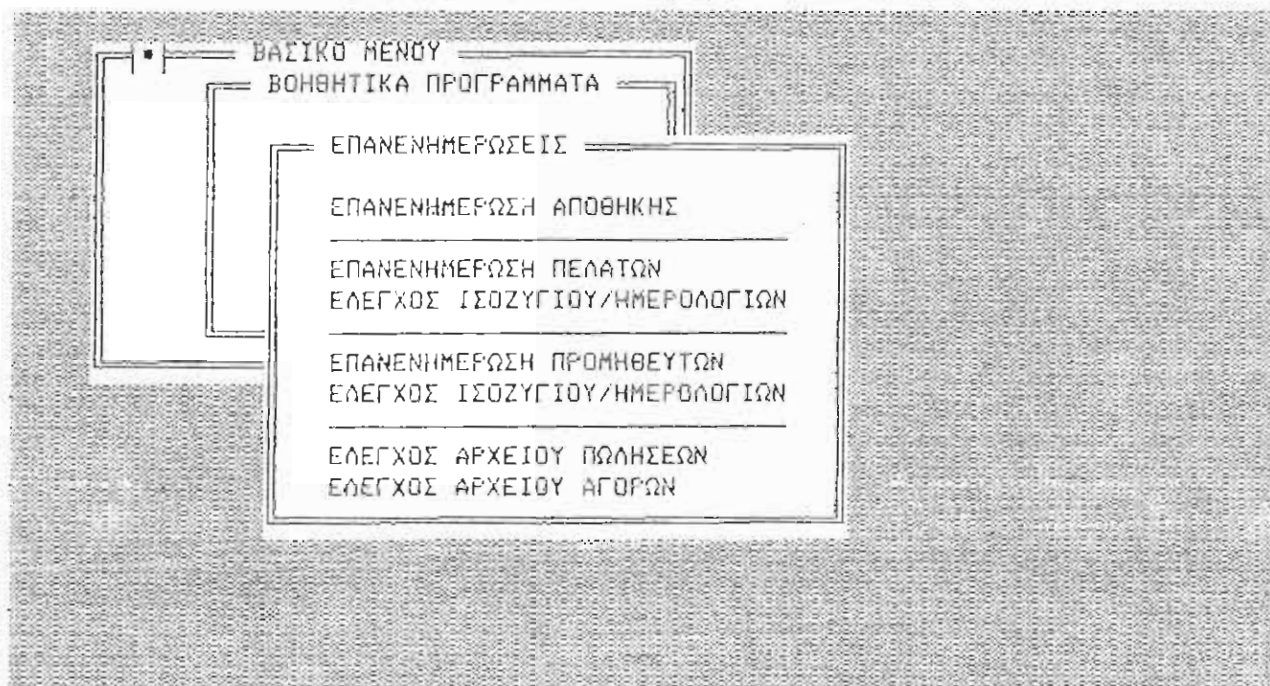 ΒΑΣΙΚΟ ΜΕΝΟΥ
ΒΟΗΘΗΤΙΚΑ ΠΡΟΓΡΑΜΜΑΤΑ
ΕΠΑΝΕΝΗΜΕΡΩΣΕΙΣ
ΕΠΑΝΕΝΗΜΕΡΩΣΗ ΑΠΟΘΗΚΗΣ
ΕΠΑΝΕΝΗΜΕΡΩΣΗ ΠΕΛΑΤΩΝ
ΕΛΕΓΧΟΣ ΙΣΟΖΥΓΙΟΥ/ΗΜΕΡΟΛΟΓΙΩΝ
ΕΠΑΝΕΝΗΜΕΡΩΣΗ ΠΡΟΜΗΘΕΥΤΩΝ
ΕΛΕΓΧΟΣ ΙΣΟΖΥΓΙΟΥ/ΗΜΕΡΟΛΟΓΙΩΝ
ΕΛΕΓΧΟΣ ΑΡΧΕΙΟΥ ΠΩΛΗΣΕΩΝ
ΕΛΕΓΧΟΣ ΑΡΧΕΙΟΥ ΑΓΟΡΩΝ